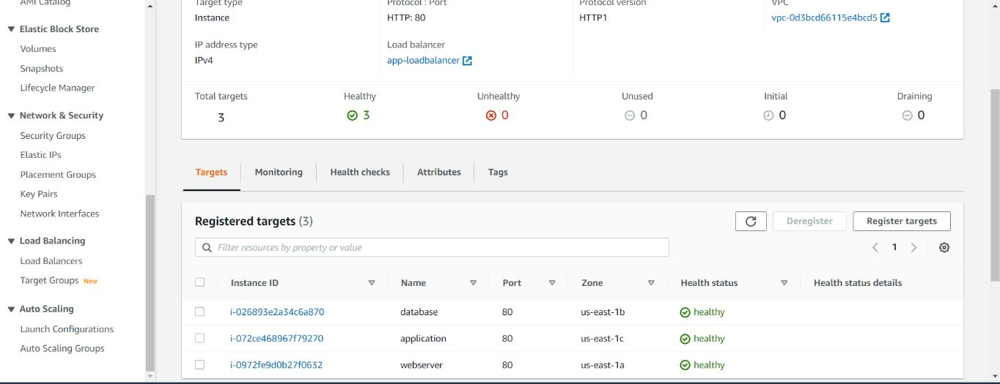 AMI Catalog
Elastic Block Store
Volumes
Snapshots
Lifecycle Manager
Network & Security
Security Groups
Elastic IPs
Placement Groups
Key Pairs
Network Interfaces
Load Balancing
Load Balancers
Target Groups New
Auto Scaling
Launch Configurations
Auto Scaling Groups
Target type Protocol : Port Protocol version VPC
Instance HTTP: 80 HTTP1 vpc-0d3bcd66115e4bcd5
IP address type Load balancer
IPv4 app-loadbalancer
Total targets Healthy Unhealthy Unused Initial Draining
3 3 0 0 0 0
Targets Monitoring Health checks Attributes Tags
Registered targets (3) Deregister Register targets
Filter resources by property or value 1
Instance ID Name Port Zone Health status Health status details
i-026893e2a34c6a870 database 80 us-east-1b healthy
i-072ce468967f79270 application 80 us-east-1c healthy
i-0972fe9d0b27f0632 webserver 80 us-east-1a healthy